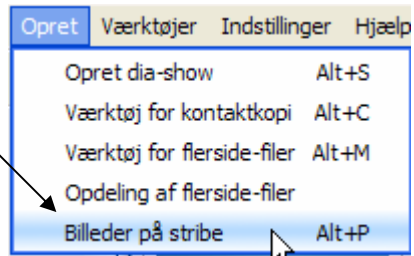 Opret Værktøjer Indstillinger Hjælp
Opret dia-show Alt+S
Værktøj for kontaktkopi Alt+C
Værktøj for flerside-filer Alt+M
Opdeling af flerside-filer
Billeder på stribe Alt+P